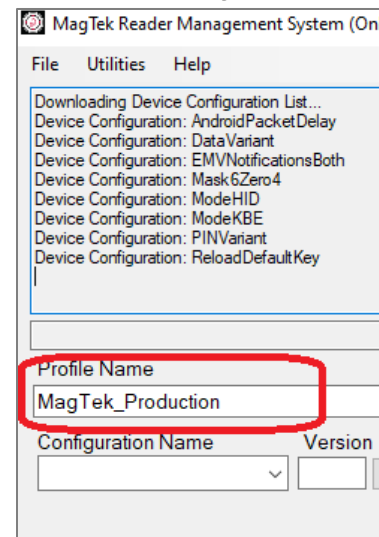 MagTek Reader Management System (On
File Utilities Help
Downloading Device Configuration List...
Device Configuration: AndroidPacketDelay
Device Configuration: DataVariant
Device Configuration: EMVNotificationsBoth
Device Configuration: Mask6Zero4
Device Configuration: ModeHID
Device Configuration: ModeKBE
Device Configuration: PINVariant
Device Configuration: ReloadDefaultKey
Profile Name
MagTek_Production
Configuration Name Version